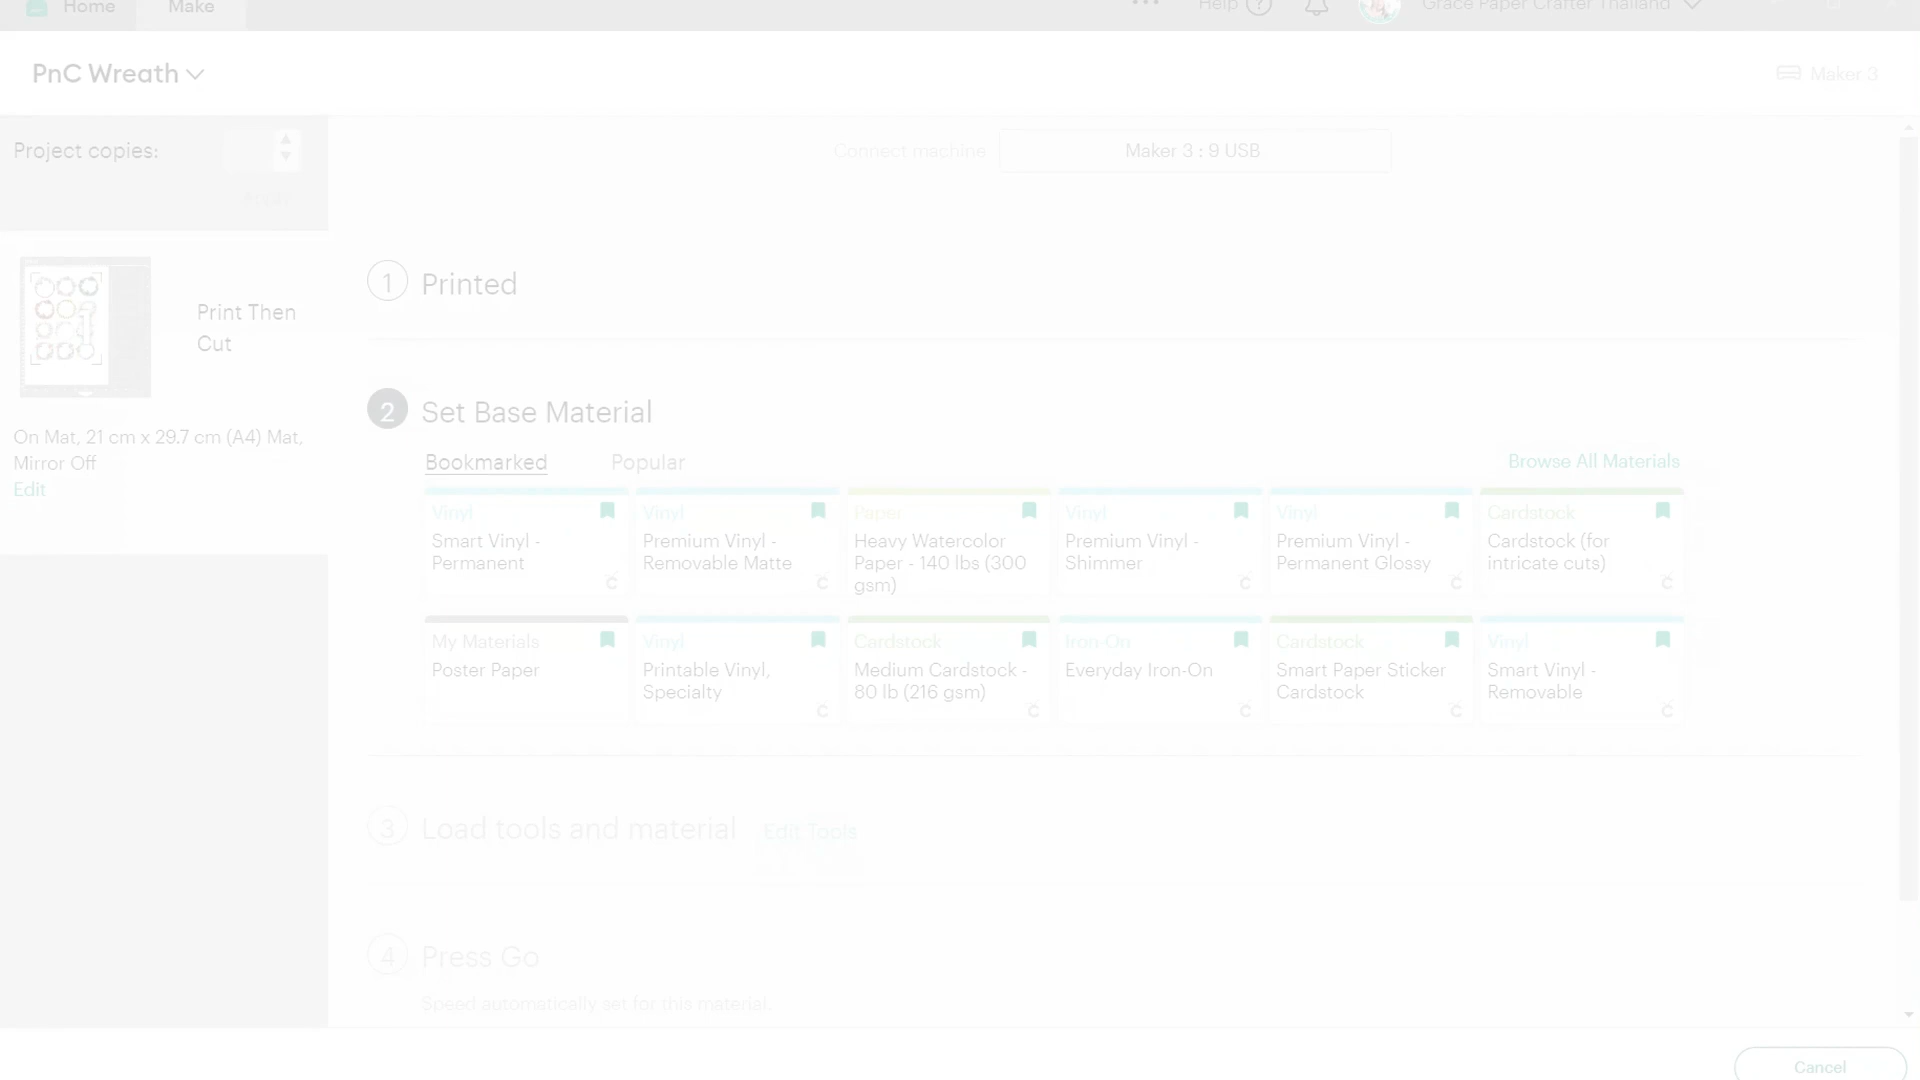 Home
Make
Help
Grace Paper Crafter Thailand
PnC Wreath
Maker 3
Project copies:
Apply
Connect machine
Maker 3 : 9 USB
1 Printed
Print Then
Cut
On Mat, 21 cm x 29.7 cm (A4) Mat,
Mirror Off
Edit
2 Set Base Material
Bookmarked
Popular
Browse All Materials
Vinyl
Smart Vinyl -
Permanent
C
Vinyl
Premium Vinyl -
Removable Matte
C
Paper
Heavy Watercolor
Paper - 140 lbs (300
gsm)
Vinyl
Premium Vinyl -
Shimmer
C
Vinyl
Premium Vinyl -
Permanent Glossy
C
Cardstock
Cardstock (for
intricate cuts)
C
My Materials
Poster Paper
Vinyl
Printable Vinyl,
Specialty
C
Cardstock
Medium Cardstock -
80 lb (216 gsm)
C
Iron-On
Everyday Iron-On
C
Cardstock
Smart Paper Sticker
Cardstock
C
Vinyl
Smart Vinyl -
Removable
C
3 Load tools and material
Edit Tools
4 Press Go
Speed automatically set for this material.
Cancel